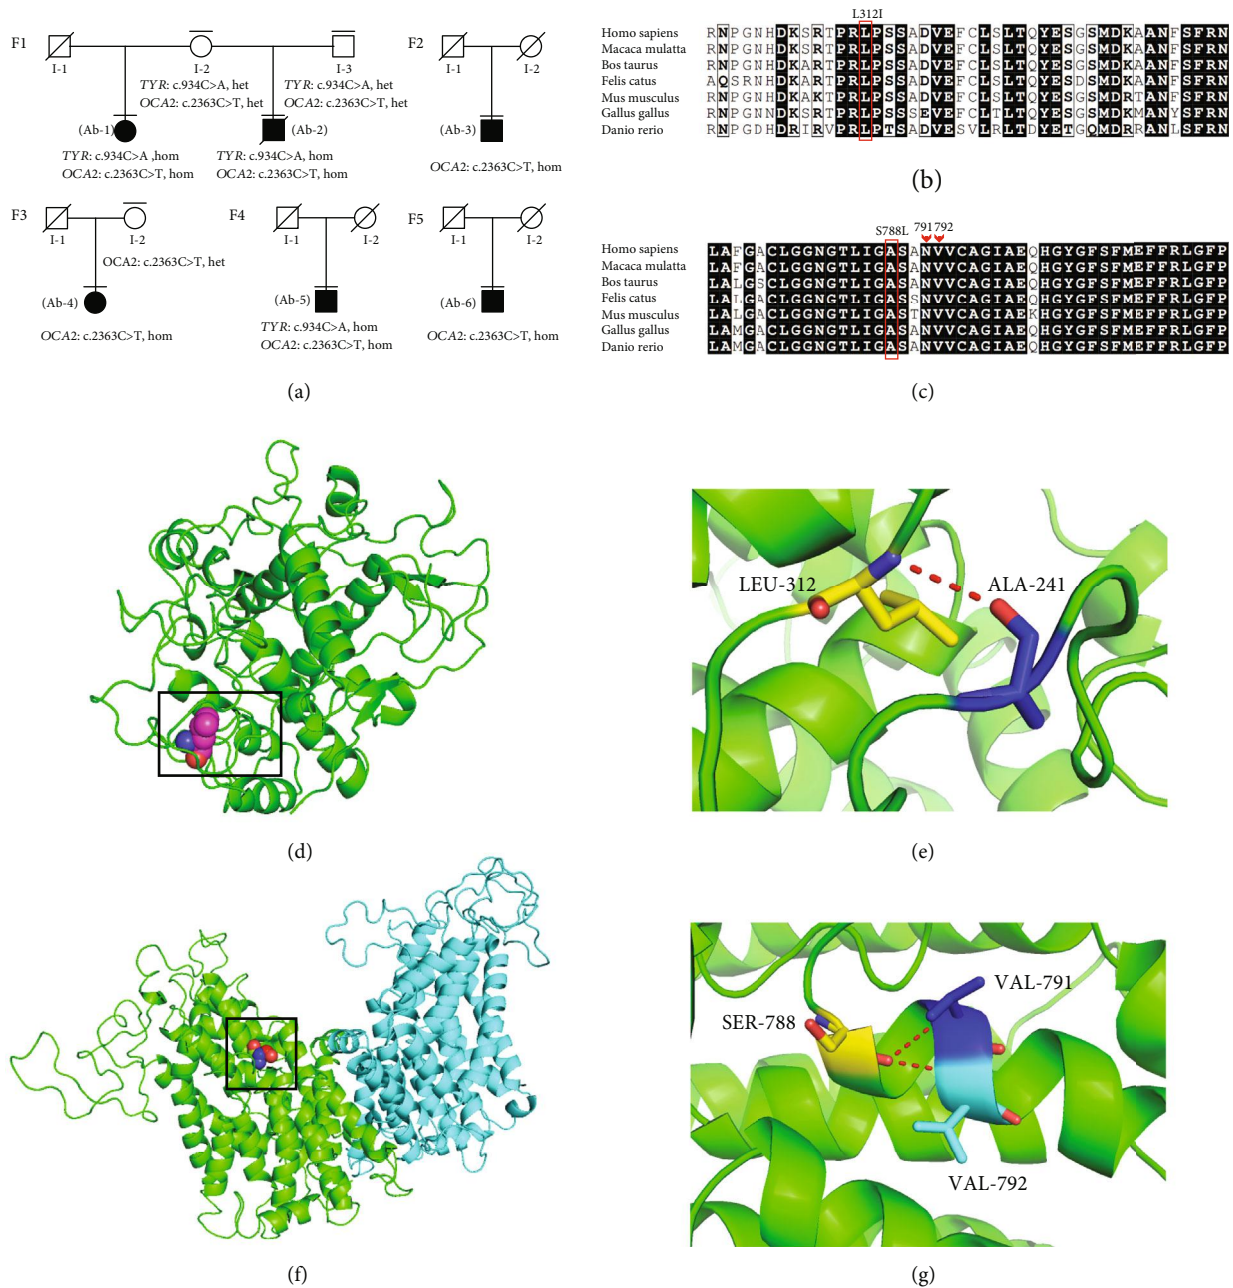 F1
I-1
I-2
I-3
TYR: c.934C>A, het
OCA2: c.2363C>T, het
TYR: c.934C>A, het
OCA2: c.2363C>T, het
(Ab-1)
(Ab-2)
TYR: c.934C>A ,hom
OCA2: c.2363C>T, hom
TYR: c.934C>A, hom
OCA2: c.2363C>T, hom
F2
I-1
I-2
(Ab-3)
OCA2: c.2363C>T, hom
F3
I-1
I-2
OCA2: c.2363C>T, het
(Ab-4)
OCA2: c.2363C>T, hom
F4
I-1
I-2
(Ab-5)
TYR: c.934C>A, hom
OCA2: c.2363C>T, hom
F5
I-1
I-2
(Ab-6)
OCA2: c.2363C>T, hom
(a)
L312I
Homo sapiens RNPGNHDKSRTPRLPSSADVEFCLSLTQYESGSMDKAANFSFRN
Macaca mulatta RNPGNHDKSRTPRLPSSADVEFCLSLTQYESGSMDKAANFSFRN
Bos taurus RNPGNHDKARTPRLPSSADVEFCLSLTQYESGSMDKAANFSFRN
Felis catus AQSRNHDKSRTPRLPSSADVEFCLSLTQYESDSMDKAANFSFRN
Mus musculus RNPGNHDKAKTPRLPSSADVEFCLSLTQYESGSMDRTANFSFRN
Gallus gallus RNPGNNDKSRTPRLPSSSDVEFCLTLTQYESGSMDKMANYSFRN
Danio rerio RNPGDHDRIRVPRLPTSSDVESVLRLTDYETGQMDRRANLSFRN
(b)
S788L 791 792
Homo sapiens LAFGACLGGNGTLIGASANVVCAGIAEQHGYGFSFMEFFRLGFP
Macaca mulatta LAFGACLGGNGTLIGASANVVCAGIAEQHGYGFSFMEFFRLGFP
Bos taurus LALGSCLGGNGTLIGASANVVCAGIAEQHGYGFSFMEFFRLGFP
Felis catus LALGACLGGNGTLIGASSNVVCAGIAEQHGYGFSFMEFFRLGFP
Mus musculus LALGACLGGNGTLIGASTNVVCAGIAEKHGYGFSFMEFFRLGFP
Gallus gallus LAMGACLGGNGTLIGASANVVCAGIAEQHGYGFSFMEFFRLGFP
Danio rerio LAMGACLGGNGTLIGASANVVCAGIAEQHGYGFSFMEFFRLGFP
(c)
(d)
LEU-312
ALA-241
(e)
(f)
VAL-791
SER-788
VAL-792
(g)